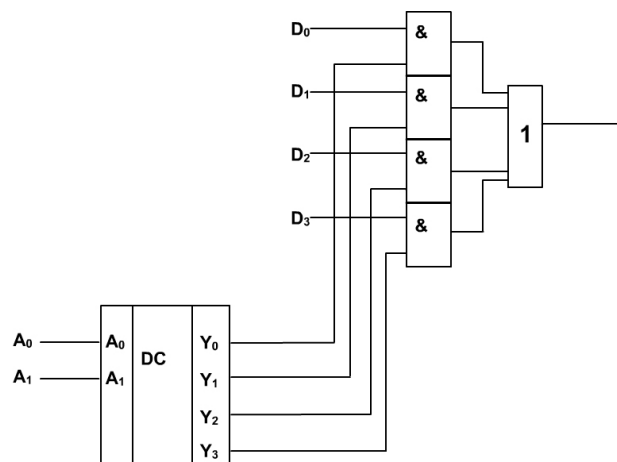 D₀ &
D₁ &
1
D₂ &
D₃ &
A₀ A₀ DC Y₀
A₁ A₁ Y₁
Y₂
Y₃